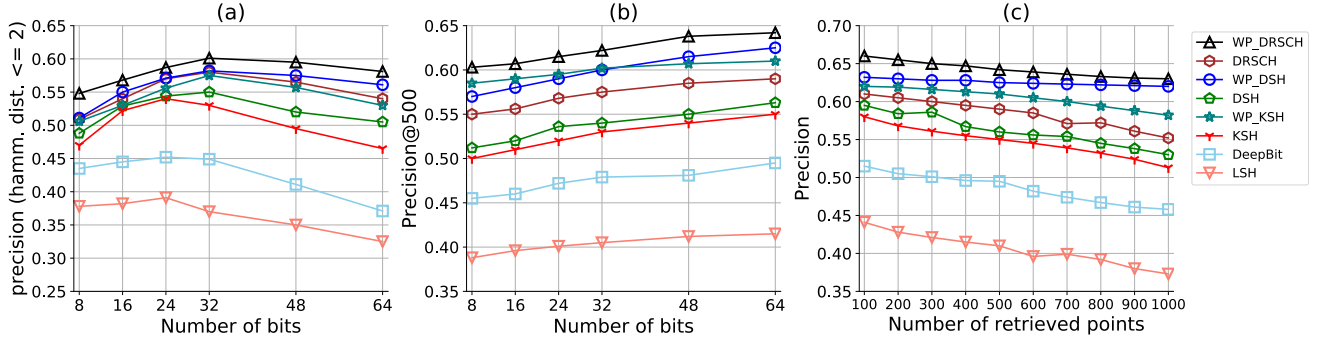 (a)
precision (hamm. dist. <= 2)
0.65
0.60
0.55
0.50
0.45
0.40
0.35
0.30
0.25
8 16 24 32 48 64
Number of bits
(b)
Precision@500
0.65
0.60
0.55
0.50
0.45
0.40
0.35
8 16 24 32 48 64
Number of bits
(c)
Precision
0.70
0.65
0.60
0.55
0.50
0.45
0.40
0.35
100 200 300 400 500 600 700 800 900 1000
Number of retrieved points
WP_DRSCH
DRSCH
WP_DSH
DSH
WP_KSH
KSH
DeepBit
LSH